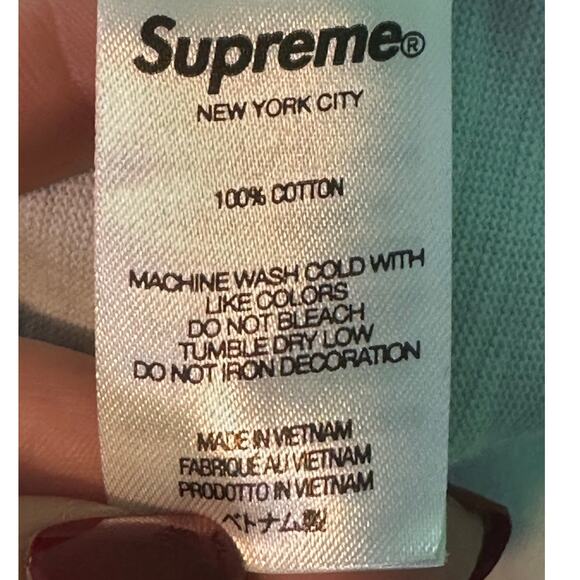 Supreme®
NEW YORK CITY
100% COTTON
MACHINE WASH COLD WITH
LIKE COLORS
DO NOT BLEACH
TUMBLE DRY LOW
DO NOT IRON DECORATION
MADE IN VIETNAM
FABRIQUÉ AU VIETNAM
PRODOTTO IN VIETNAM
ベトナム製